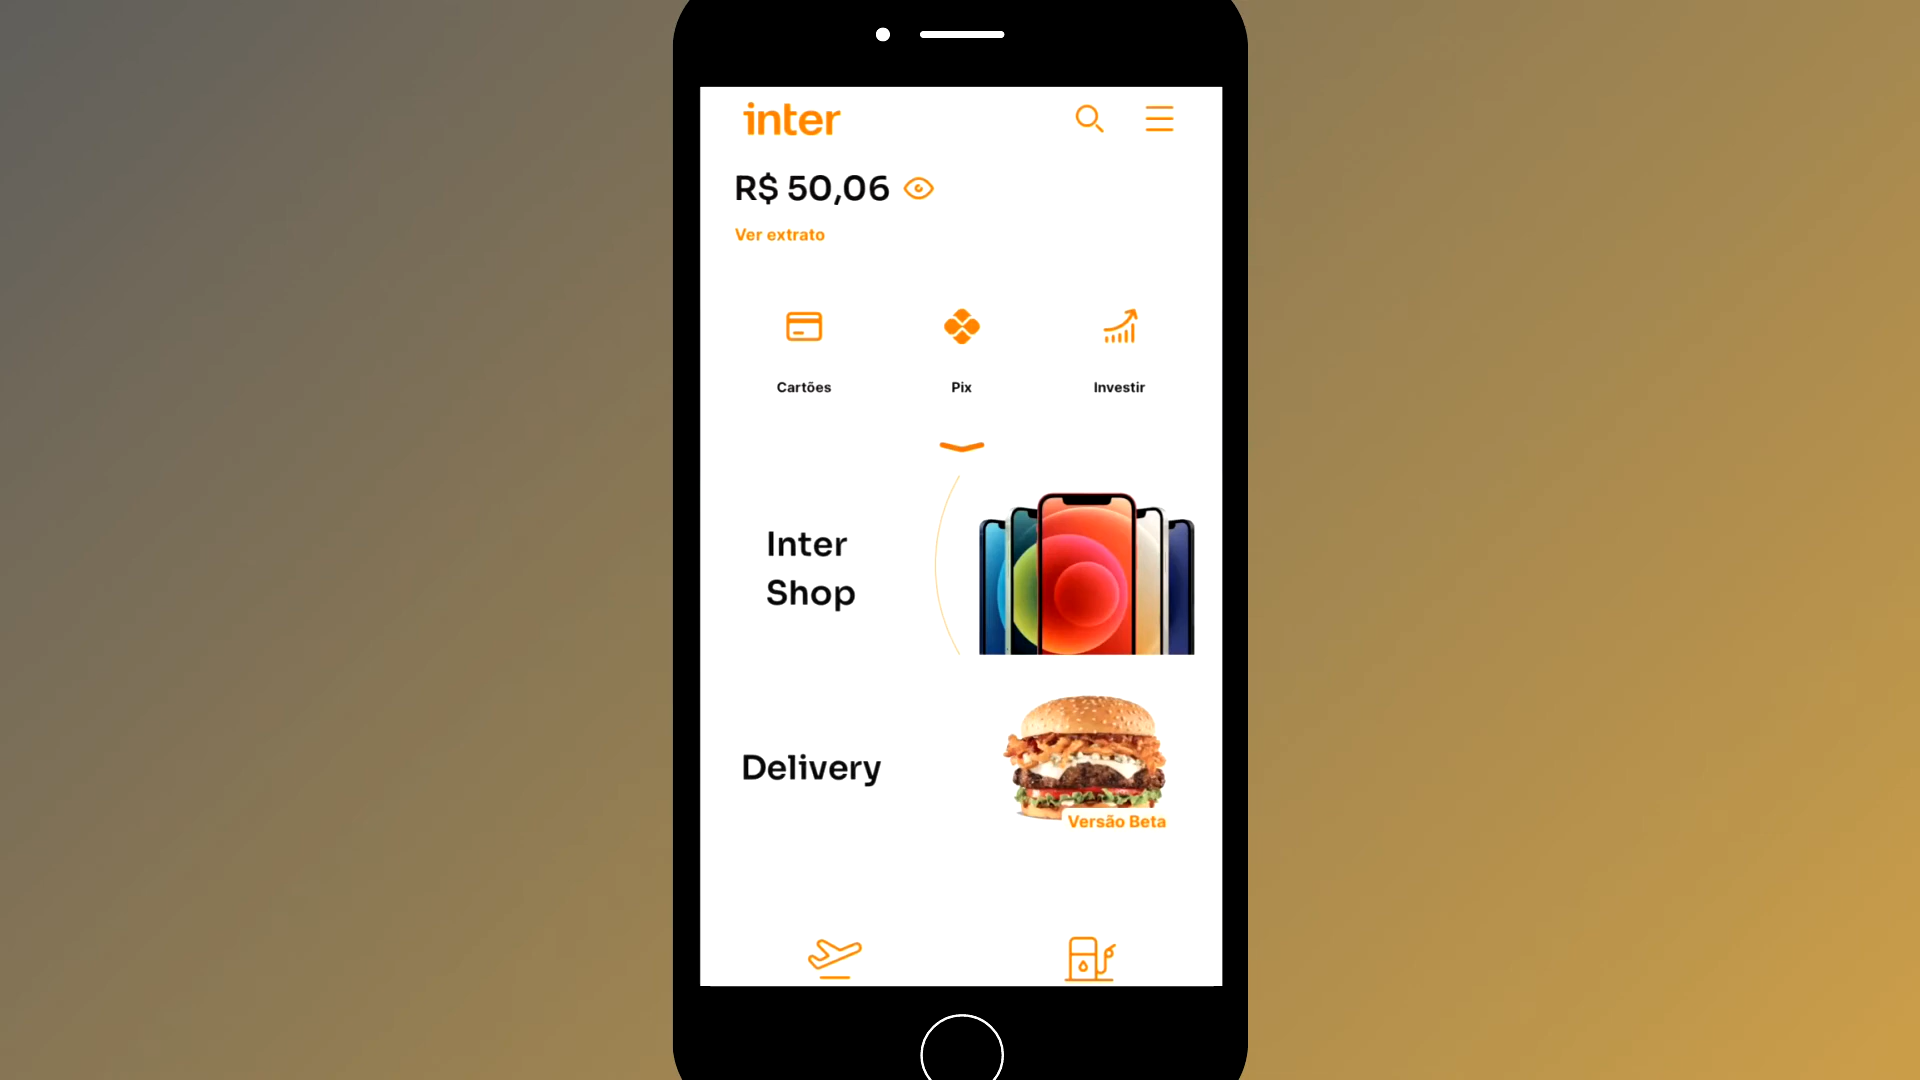 inter
R$ 50,06
Ver extrato
Cartões
Pix
Investir
Inter
Shop
Delivery
Versão Beta